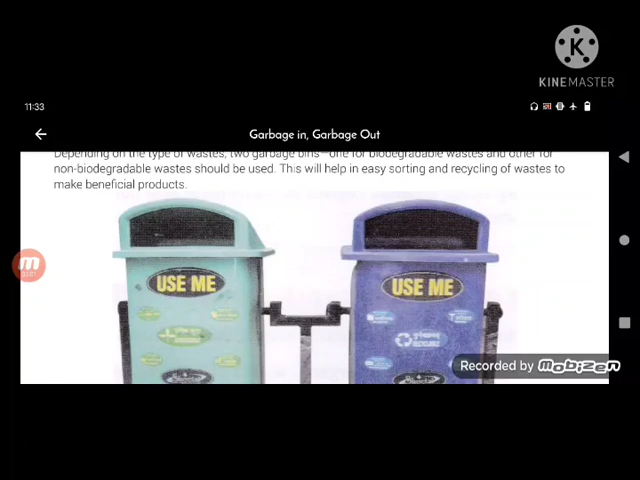 K
KINEMASTER
11:33
Garbage in, Garbage Out
Depending on the type of wastes, two garbage bins—one for biodegradable wastes and other for
non-biodegradable wastes should be used. This will help in easy sorting and recycling of wastes to
make beneficial products.
USE ME
USE ME
RECYCLABLE
Recorded by mobizen